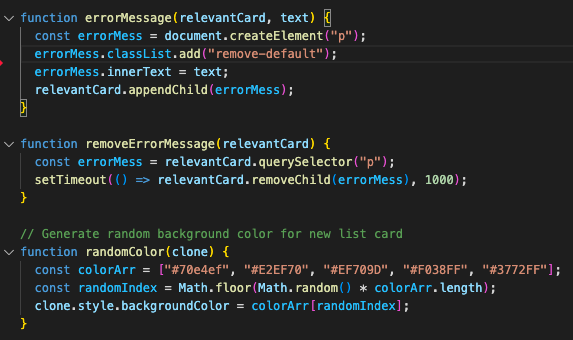 function errorMessage(relevantCard, text) {
const errorMess = document.createElement("p");
errorMess.classList.add("remove-default");
errorMess.innerText = text;
relevantCard.appendChild(errorMess);
}
function removeErrorMessage(relevantCard) {
const errorMess = relevantCard.querySelector("p");
setTimeout(() => relevantCard.removeChild(errorMess), 1000);
}
// Generate random background color for new list card
function randomColor(clone) {
const colorArr = ["#70e4ef", "#E2EF70", "#EF709D", "#F038FF", "#3772FF"];
const randomIndex = Math.floor(Math.random() * colorArr.length);
clone.style.backgroundColor = colorArr[randomIndex];
}